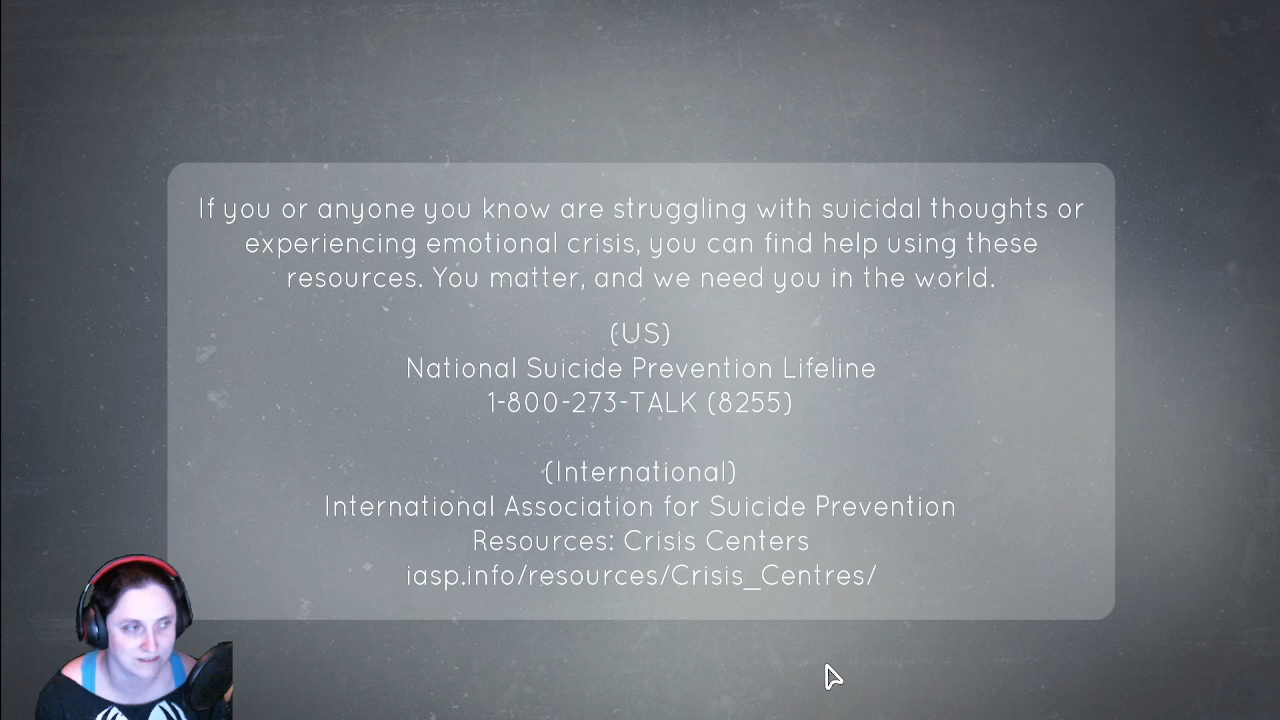 If you or anyone you know are struggling with suicidal thoughts or
experiencing emotional crisis, you can find help using these
resources. You matter, and we need you in the world.
(US)
National Suicide Prevention Lifeline
1-800-273-TALK (8255)
(International)
International Association for Suicide Prevention
Resources: Crisis Centers
iasp.info/resources/Crisis_Centres/